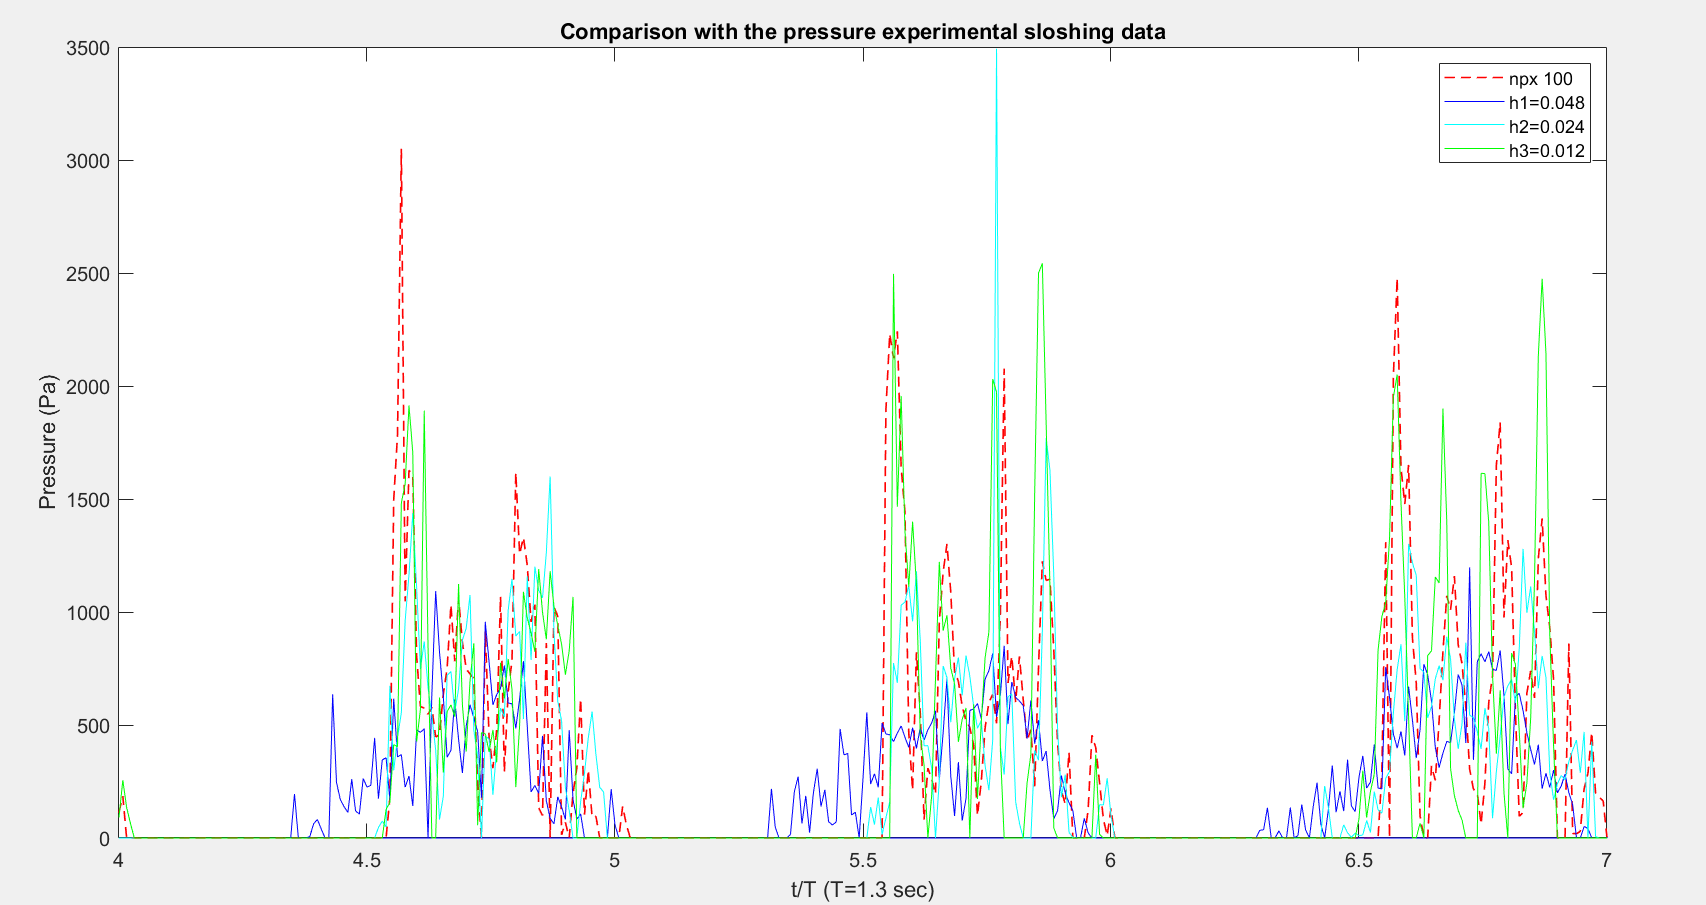 Comparison with the pressure experimental sloshing data
3500
3000
2500
2000
1500
1000
500
0
Pressure (Pa)
npx 100
h1=0.048
h2=0.024
h3=0.012
4
4.5
5
5.5
6
6.5
7
t/T (T=1.3 sec)